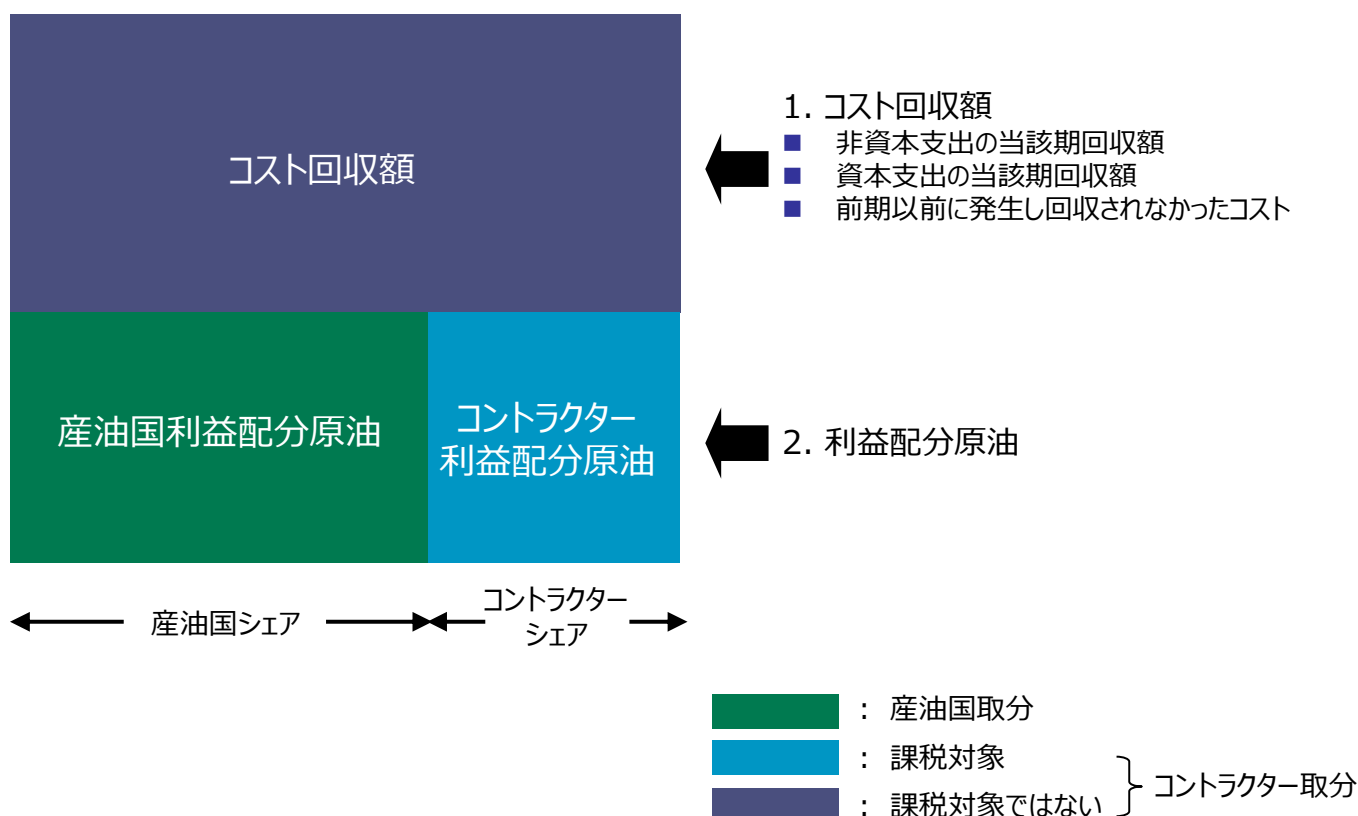 コスト回収額
1. コスト回収額
■ 非資本支出の当該期回収額
■ 資本支出の当該期回収額
■ 前期以前に発生し回収されなかったコスト
産油国利益配分原油
コントラクター
利益配分原油
2. 利益配分原油
産油国シェア
コントラクター
シェア
: 産油国取分
: 課税対象
: 課税対象ではない
コントラクター取分